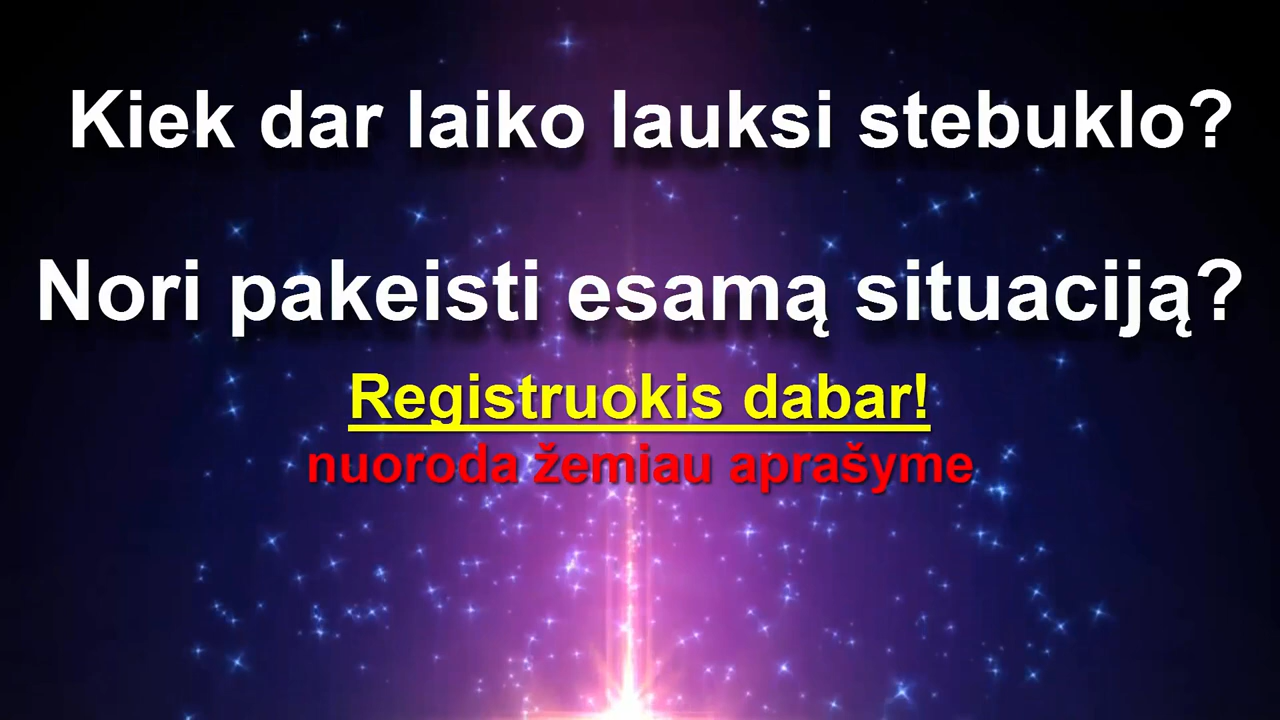 Kiek dar laiko lauksi stebuklo?
Nori pakeisti esamą situaciją?
Registruokis dabar!
nuoroda žemiau aprašyme